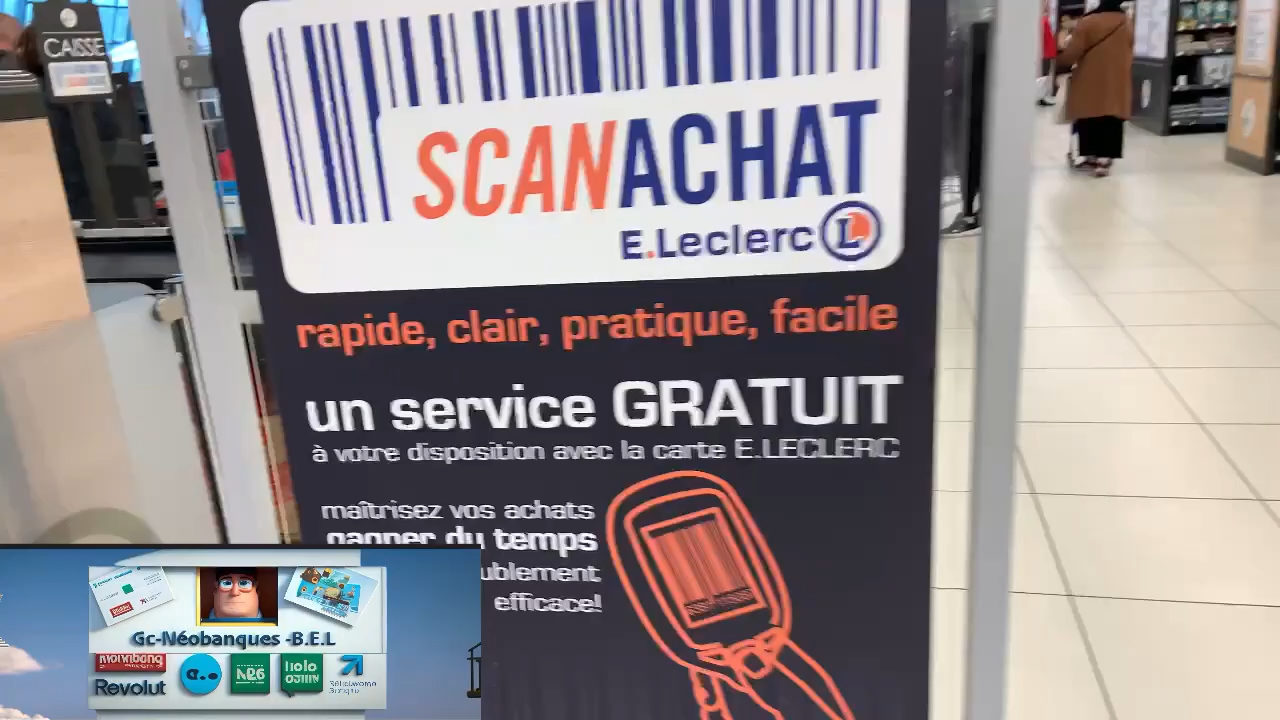 CAISSE
SCANACHAT
E.Leclerc L
rapide, clair, pratique, facile
un service GRATUIT
à votre disposition avec la carte E.LECLERC
maîtrisez vos achats
gagner du temps
ublement
efficace!
Gc-Néobanques -B.E.L
Revolut